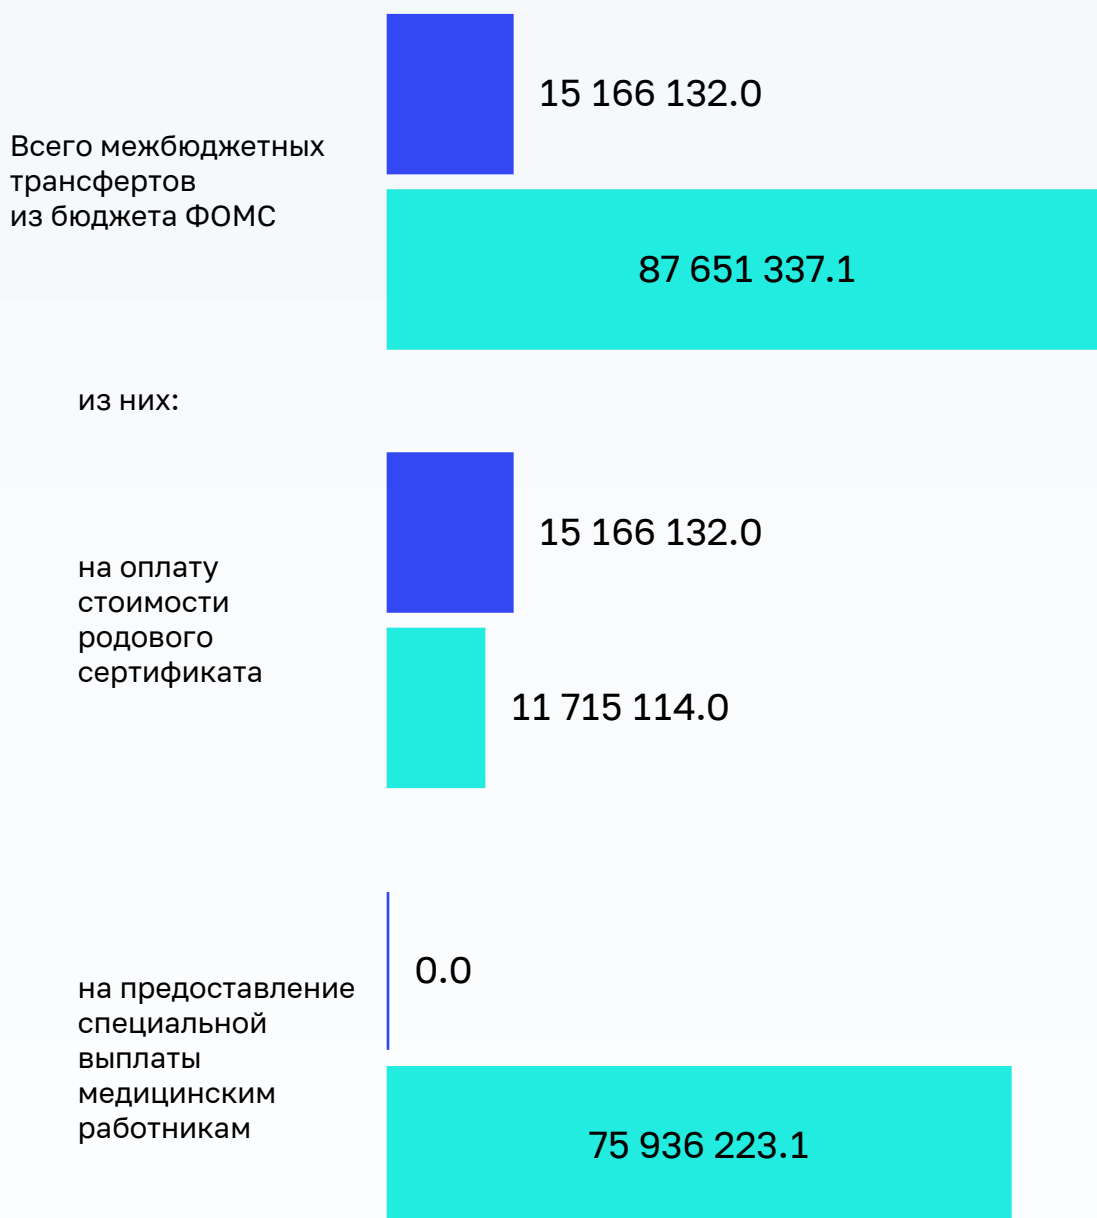 Всего межбюджетных
трансфертов
из бюджета ФОМС
15 166 132.0
87 651 337.1
из них:
на оплату
стоимости
родового
сертификата
15 166 132.0
11 715 114.0
на предоставление
специальной
выплаты
медицинским
работникам
0.0
75 936 223.1